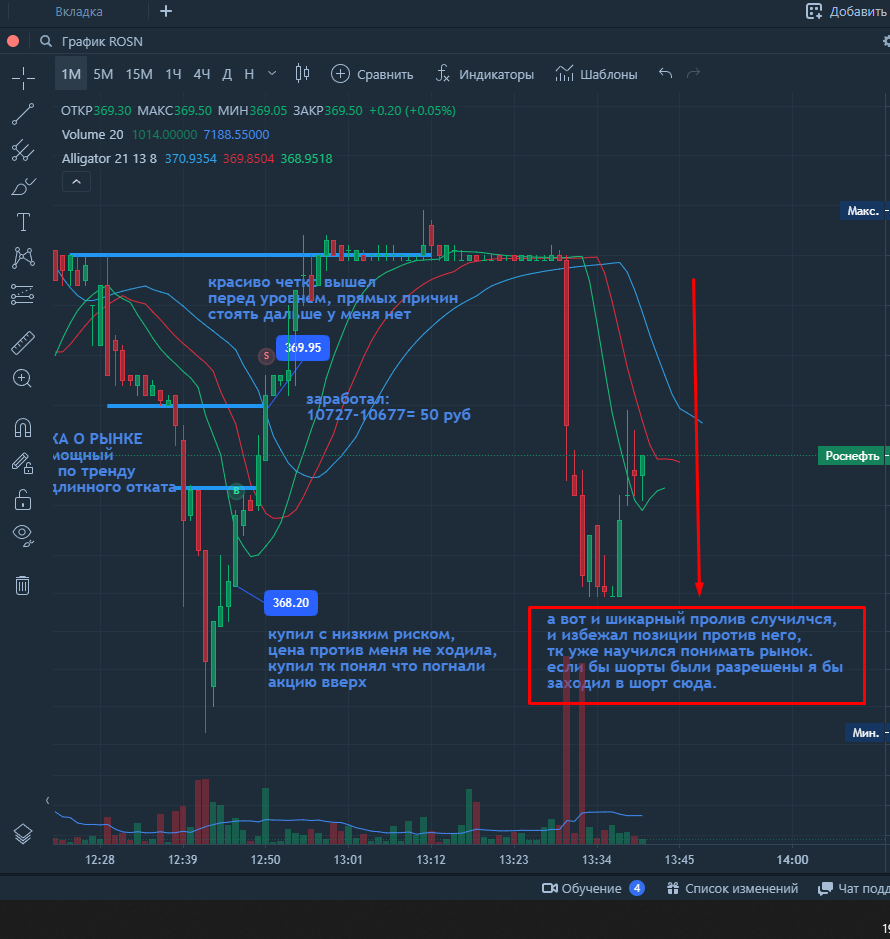 Вкладка
Добавить
График ROSN
1М 5М 15М 1Ч 4Ч Д Н Сравнить Индикаторы Шаблоны
ОТКР369.30 МАКС369.50 МИН369.05 ЗАКР369.50 +0.20 (+0.05%)
Volume 20 1014.00000 7188.55000
Alligator 21 13 8 370.9354 369.8504 368.9518
Макс.
красиво четко вышел
перед уровнем, прямых причин
стоять дальше у меня нет
S
369.95
заработал:
10727-10677= 50 руб
КА О РЫНКЕ
мощный
по тренду
длинного отката
Роснефть
B
368.20
купил с низким риском,
цена против меня не ходила,
купил тк понял что погнали
акцию вверх
а вот и шикарный пролив случилчся,
и избежал позиции против него,
тк уже научился понимать рынок.
если бы шорты были разрешены я бы
заходил в шорт сюда.
Мин.
12:28 12:39 12:50 13:01 13:12 13:23 13:34 13:45 14:00
Обучение 4 Список изменений Чат